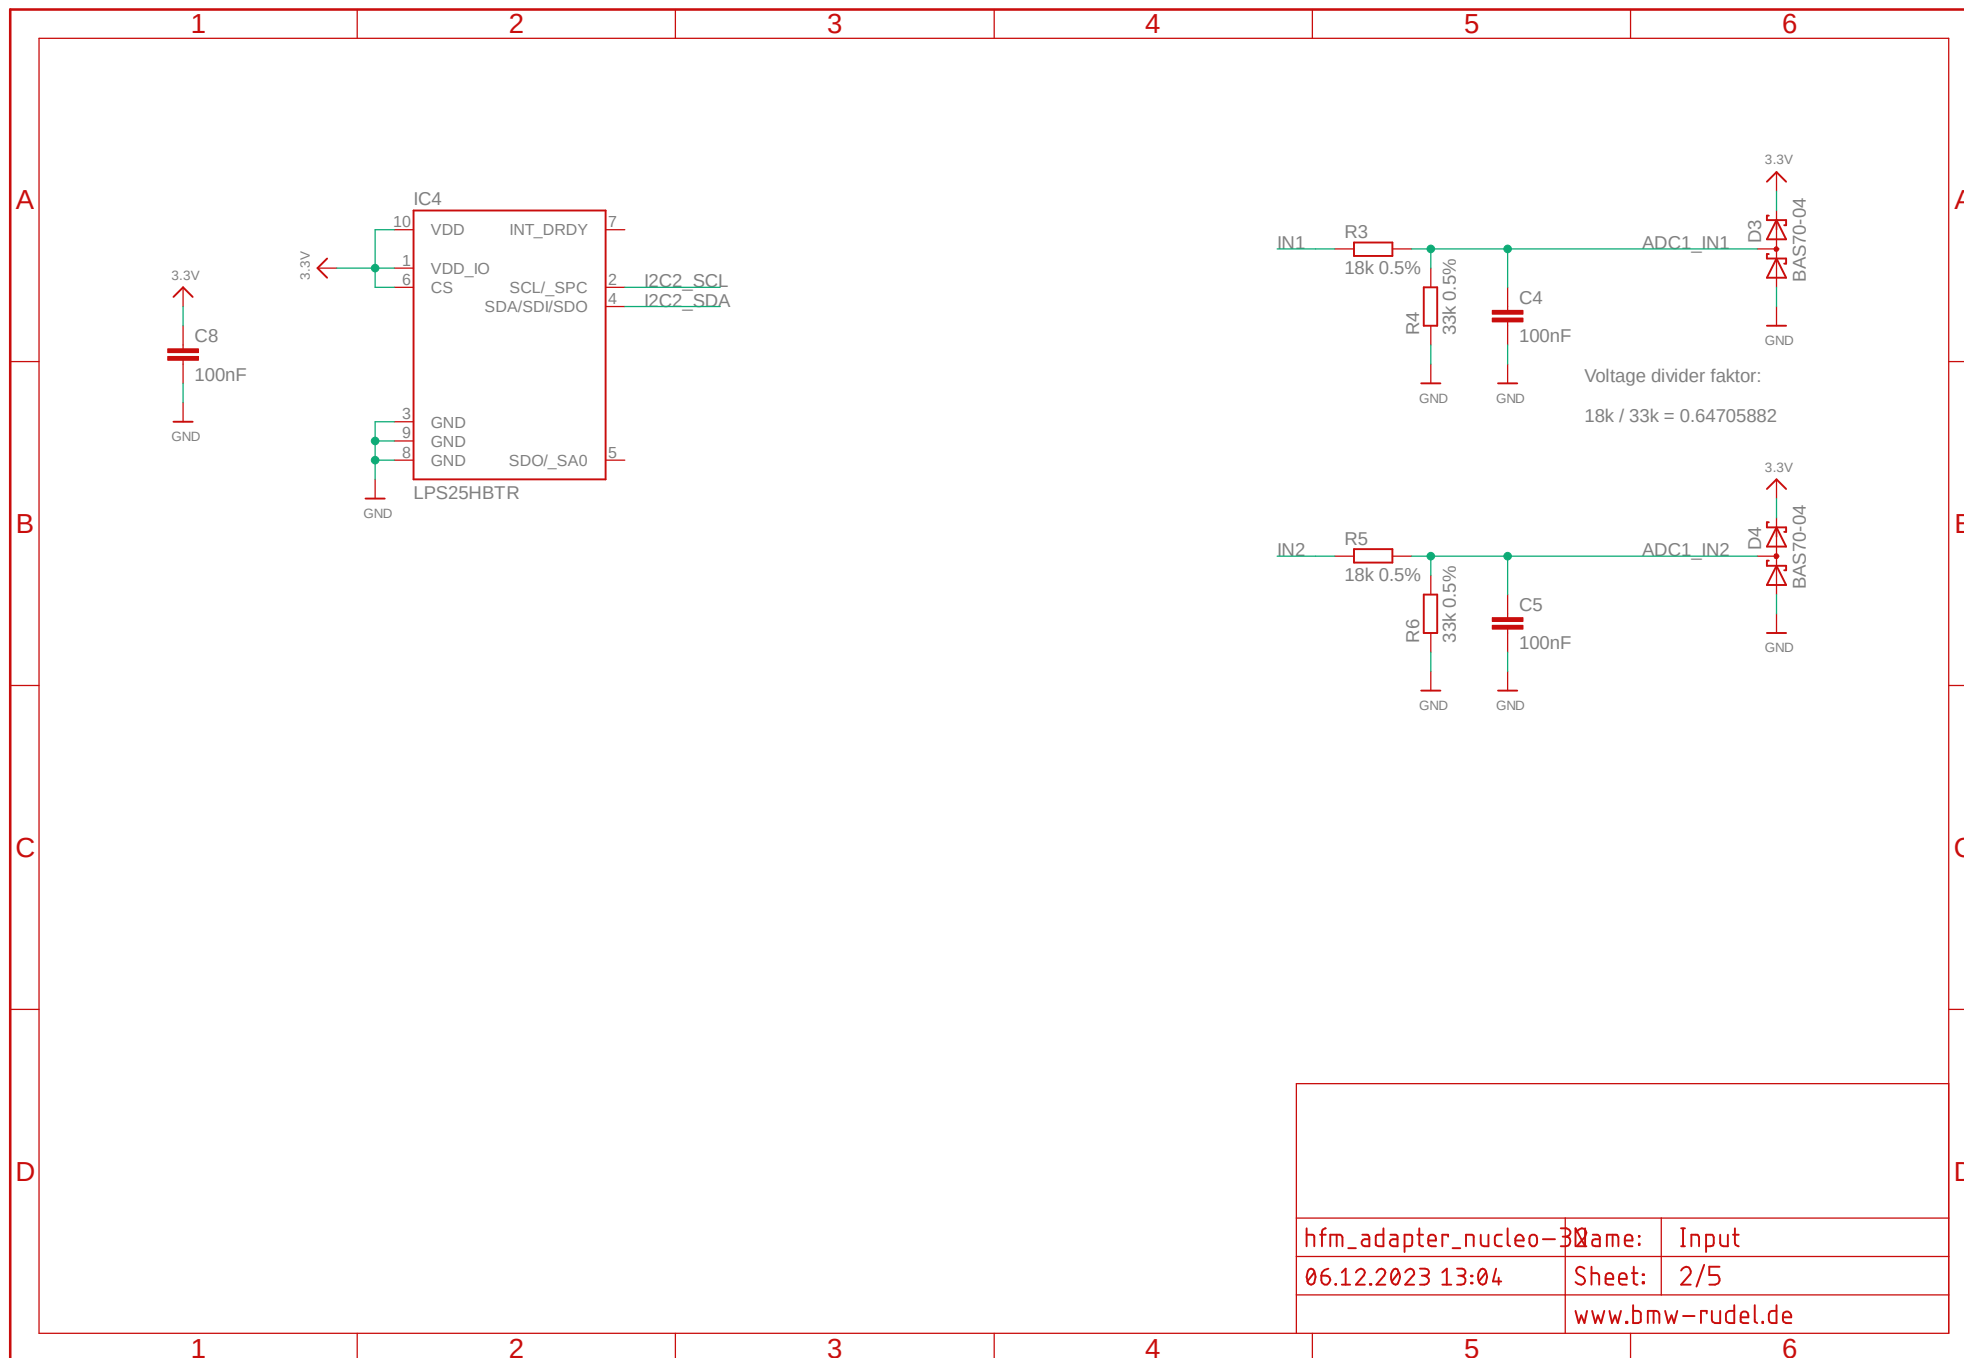 1 2 3 4 5 6
A
B
C
D
3.3V
C8
100nF
GND
3.3V
IC4
10 VDD INT_DRDY 7
1 VDD_IO
6 CS SCL/_SPC 2 I2C2_SCL
SDA/SDI/SDO 4 I2C2_SDA
3 GND
9 GND
8 GND SDO/_SA0 5
LPS25HBTR
GND
3.3V
IN1 R3 ADC1_IN1 D3 BAS70-04
18k 0.5%
R4 33k 0.5%
C4
100nF
GND
GND GND
Voltage divider faktor:
18k / 33k = 0.64705882
3.3V
IN2 R5 ADC1_IN2 D4 BAS70-04
18k 0.5%
R6 33k 0.5%
C5
100nF
GND
GND GND
hfm_adapter_nucleo-32 Name: Input
06.12.2023 13:04 Sheet: 2/5
www.bmw-rudel.de
1 2 3 4 5 6